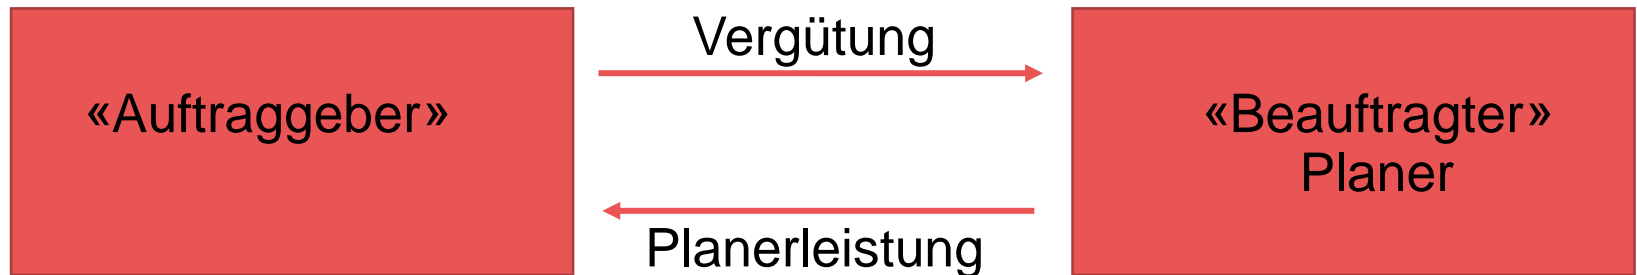 Vergütung
«Auftraggeber»
«Beauftragter»
Planer
Planerleistung